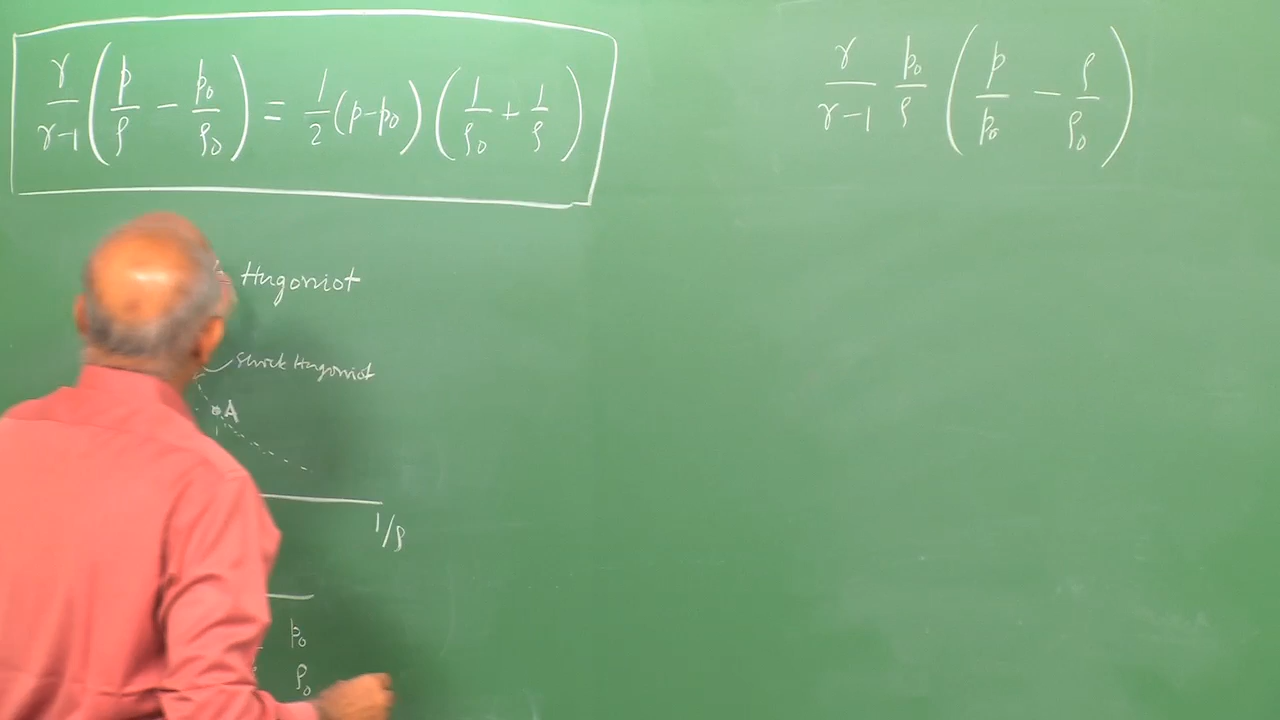 γ/(γ-1) (p/ρ - p₀/ρ₀) = 1/2 (p-p₀) (1/ρ₀ + 1/ρ)
γ/(γ-1) p₀/ρ (p/p₀ - ρ/ρ₀)
Hugoniot
Shock Hugoniot
A
1/ρ
p₀
ρ₀